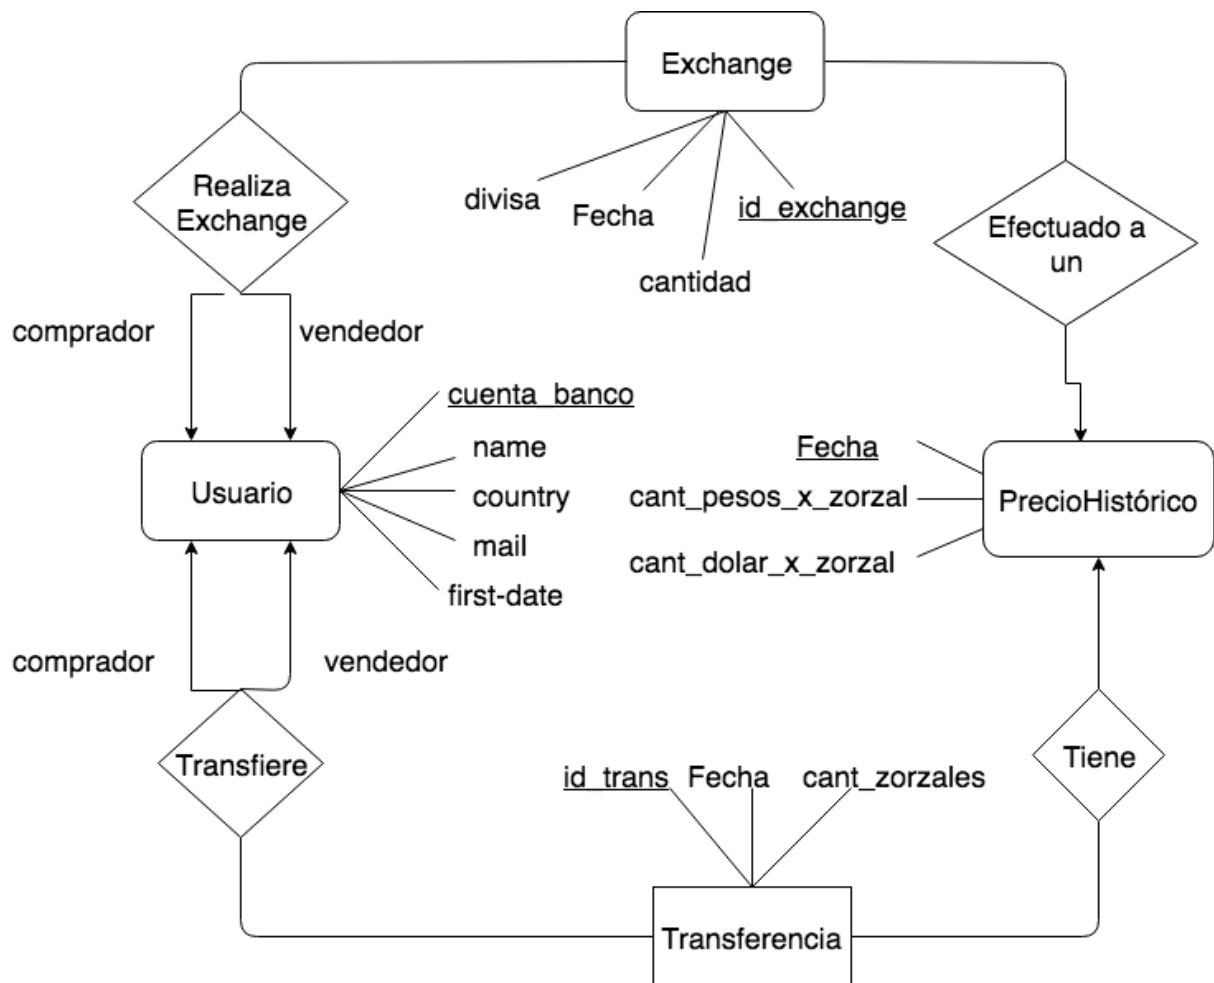 Exchange
Realiza
Exchange
divisa
Fecha
id_exchange
cantidad
Efectuado a
un
comprador
vendedor
cuenta_banco
name
country
mail
first-date
Usuario
Fecha
cant_pesos_x_zorzal
cant_dolar_x_zorzal
PrecioHistórico
comprador
vendedor
Transfiere
id_trans
Fecha
cant_zorzales
Tiene
Transferencia